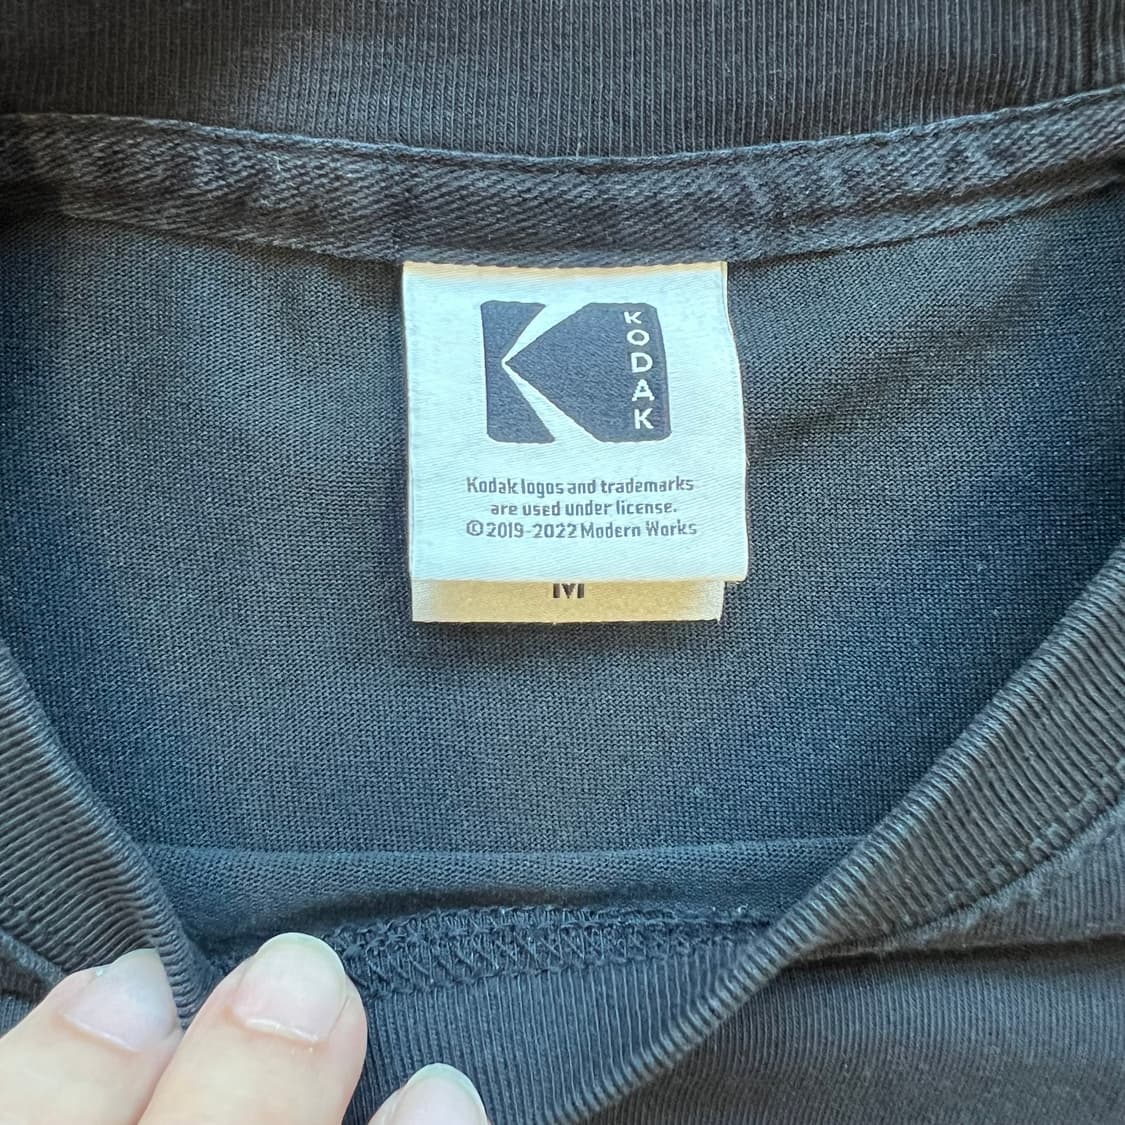 KODAK
Kodak logos and trademarks
are used under license.
©2019-2022 Modern Works
M